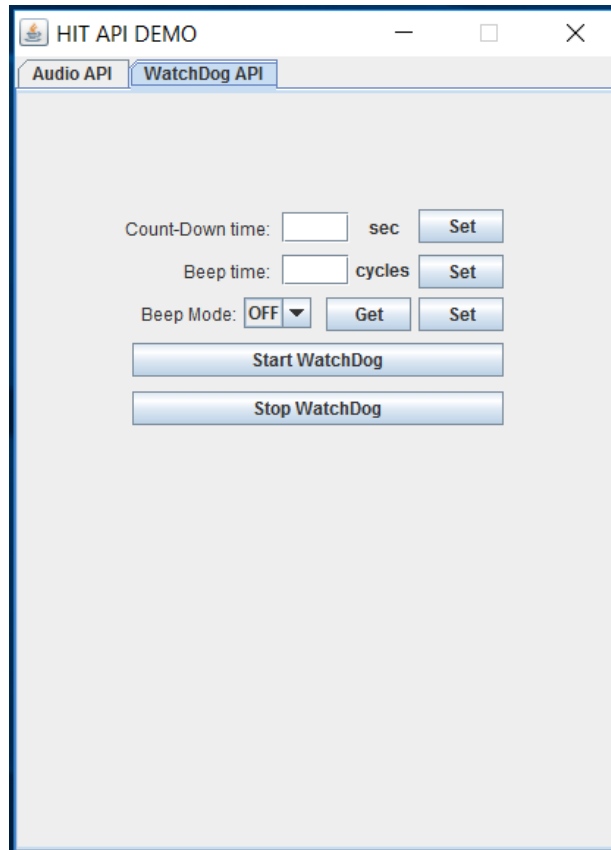 HIT API DEMO
Audio API WatchDog API
Count-Down time: sec Set
Beep time: cycles Set
Beep Mode: OFF Get Set
Start WatchDog
Stop WatchDog